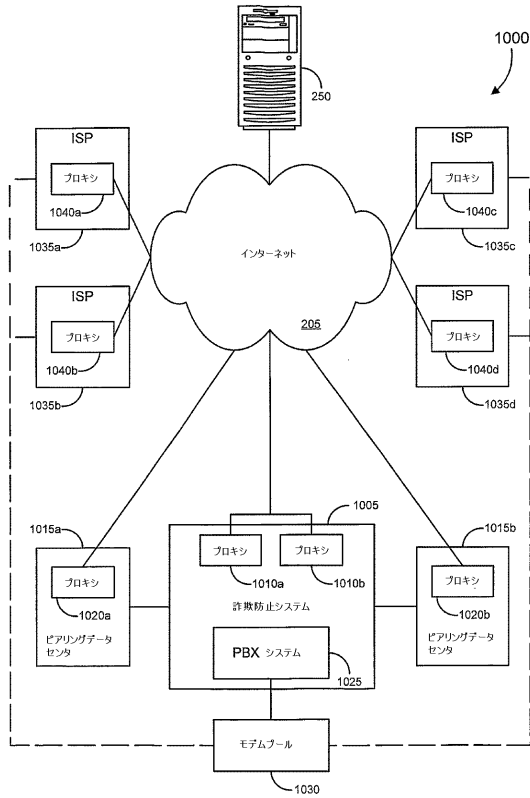 1000
250
ISP
プロキシ
1040a
1035a
ISP
プロキシ
1040c
1035c
インターネット
205
ISP
プロキシ
1040b
1035b
ISP
プロキシ
1040d
1035d
1005
1015a
プロキシ
1020a
ピアリングデータ
センタ
プロキシ
1010a
プロキシ
1010b
詐欺防止システム
PBX システム
1025
1015b
プロキシ
1020b
ピアリングデータ
センタ
モデムプール
1030